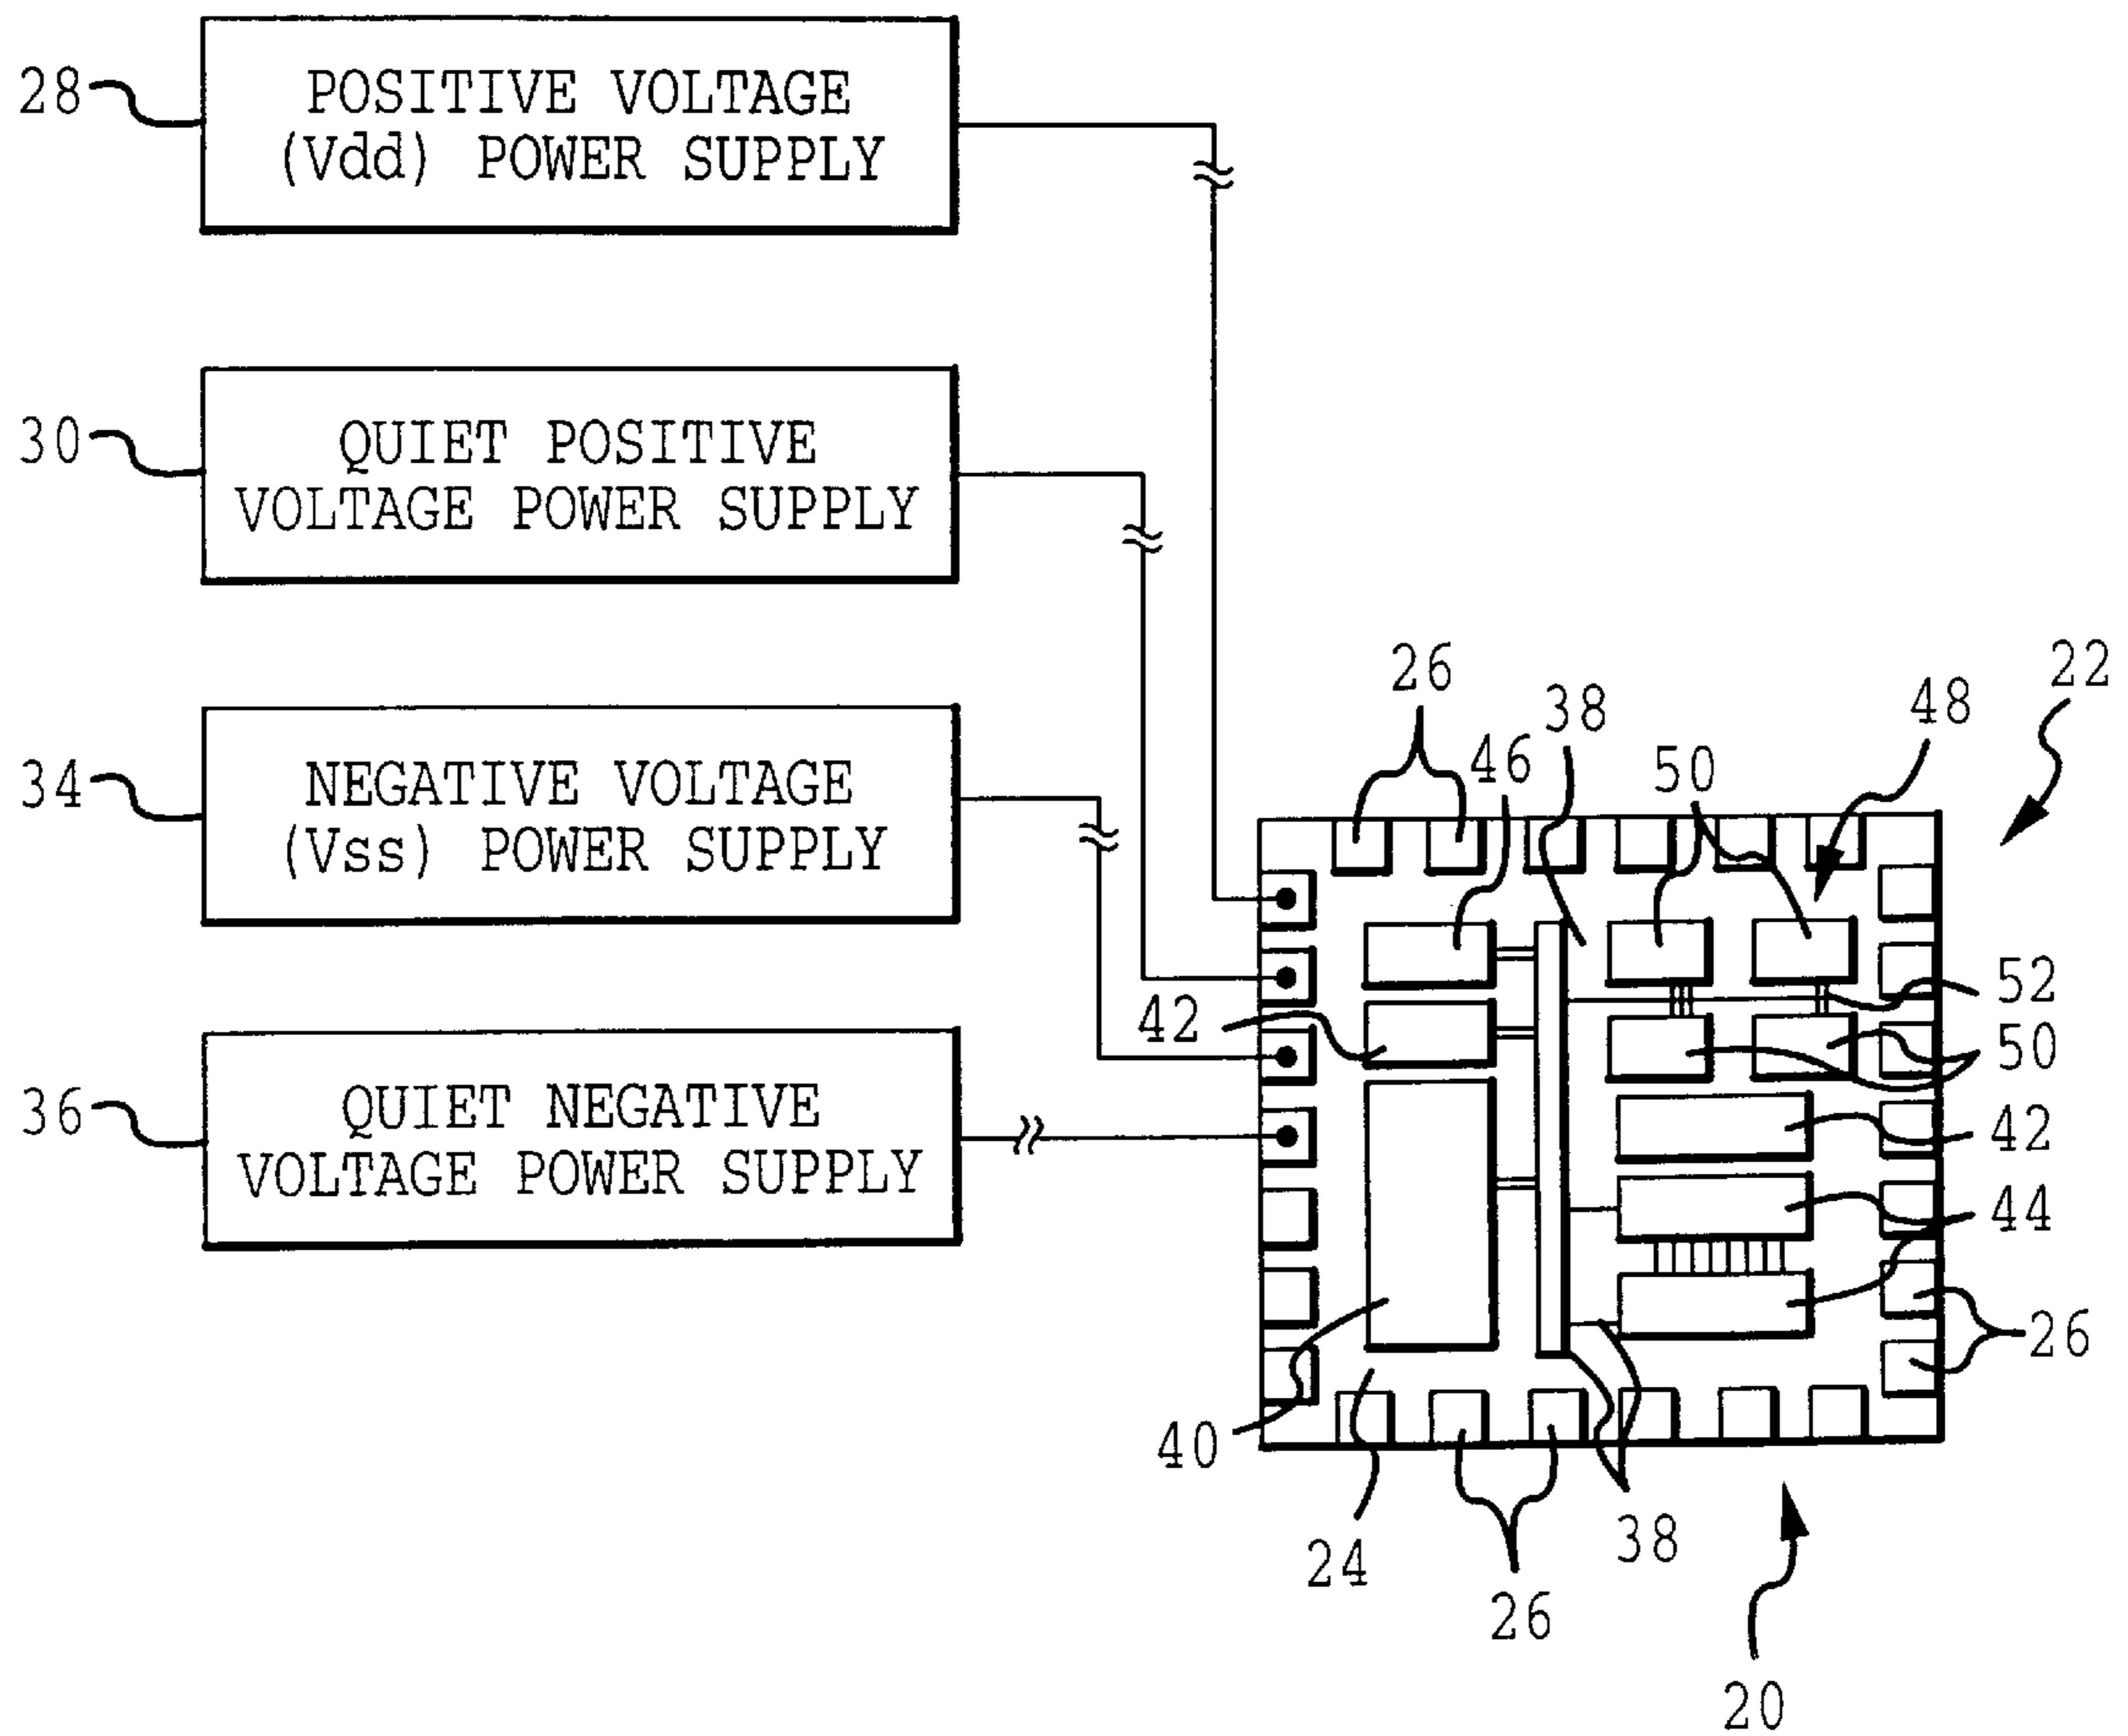 28
POSITIVE VOLTAGE
(Vdd) POWER SUPPLY
30
QUIET POSITIVE
VOLTAGE POWER SUPPLY
34
NEGATIVE VOLTAGE
(Vss) POWER SUPPLY
36
QUIET NEGATIVE
VOLTAGE POWER SUPPLY
26
46
38
50
48
22
42
52
50
42
44
26
40
24
26
38
20